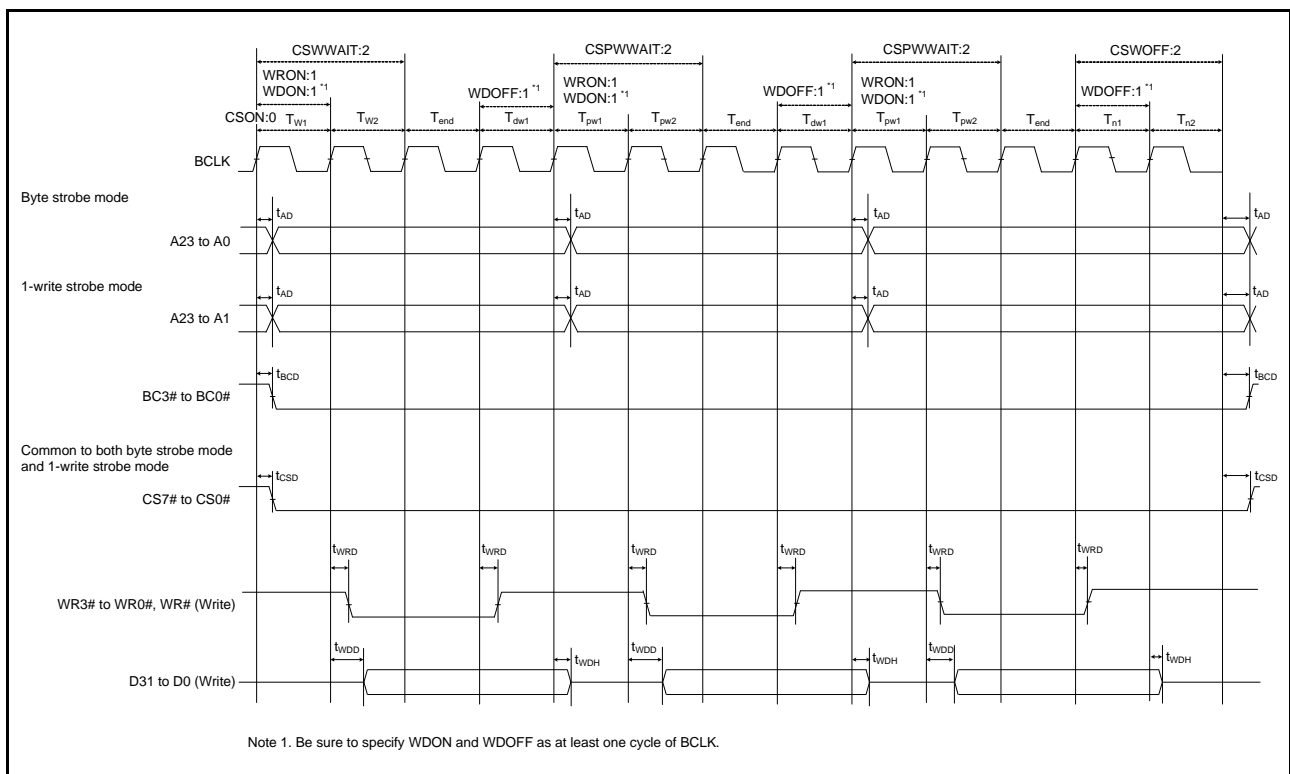 CSWWAIT:2 CSPWWAIT:2 CSPWWAIT:2 CSWOFF:2
WRON:1 WRON:1 WRON:1
WDON:1 *1 WDOFF:1 *1 WDON:1 *1 WDOFF:1 *1 WDON:1 *1 WDOFF:1 *1
CSON:0 TW1 TW2 Tend Tdw1 Tpw1 Tpw2 Tend Tdw1 Tpw1 Tpw2 Tend Tn1 Tn2
BCLK
Byte strobe mode
tAD tAD tAD tAD
A23 to A0
1-write strobe mode
tAD tAD tAD tAD
A23 to A1
tBCD tBCD
BC3# to BC0#
Common to both byte strobe mode
and 1-write strobe mode
tCSD tCSD
CS7# to CS0#
tWRD tWRD tWRD tWRD tWRD tWRD
WR3# to WR0#, WR# (Write)
tWDD tWDH tWDD tWDH tWDD tWDH
D31 to D0 (Write)
Note 1. Be sure to specify WDON and WDOFF as at least one cycle of BCLK.